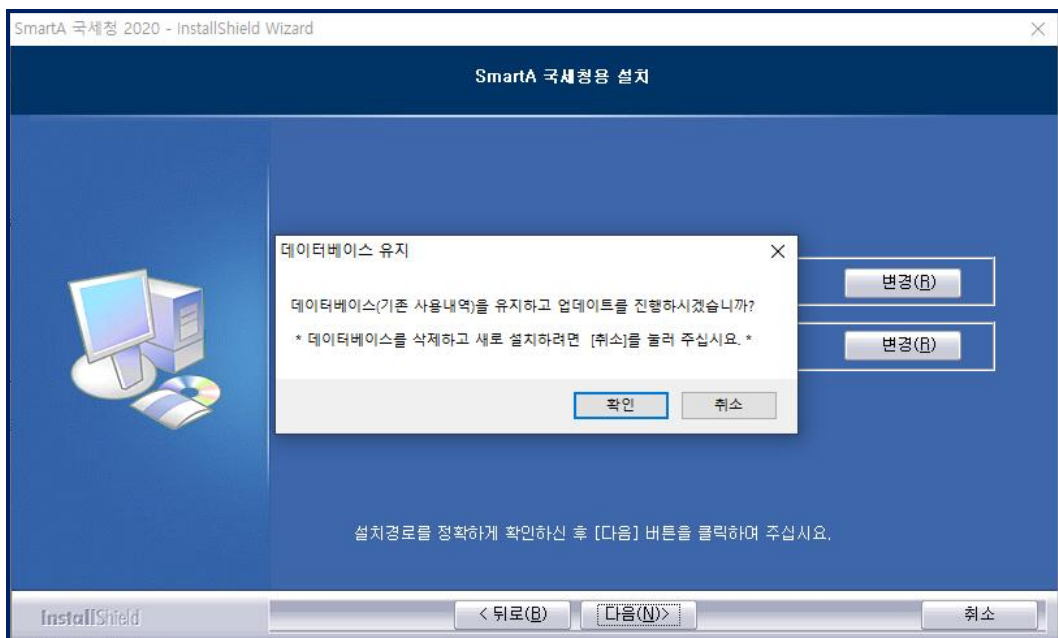 SmartA 국세청 2020 - InstallShield Wizard
SmartA 국세청용 설치
데이터베이스 유지
데이터베이스(기존 사용내역)을 유지하고 업데이트를 진행하시겠습니까?
* 데이터베이스를 삭제하고 새로 설치하려면 [취소]를 눌러 주십시요. *
확인 취소
변경(R)
변경(R)
설치경로를 정확하게 확인하신 후 [다음] 버튼을 클릭하여 주십시요.
InstallShield
< 뒤로(B) 다음(N)> 취소